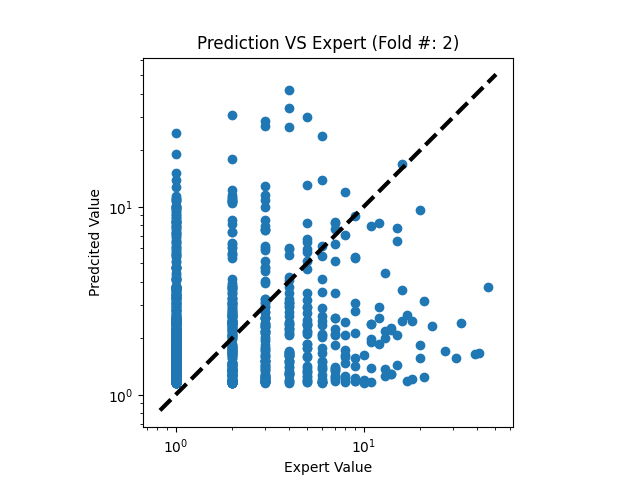 Prediction VS Expert (Fold #: 2)
Predcited Value
10¹
10⁰
10⁰
10¹
Expert Value